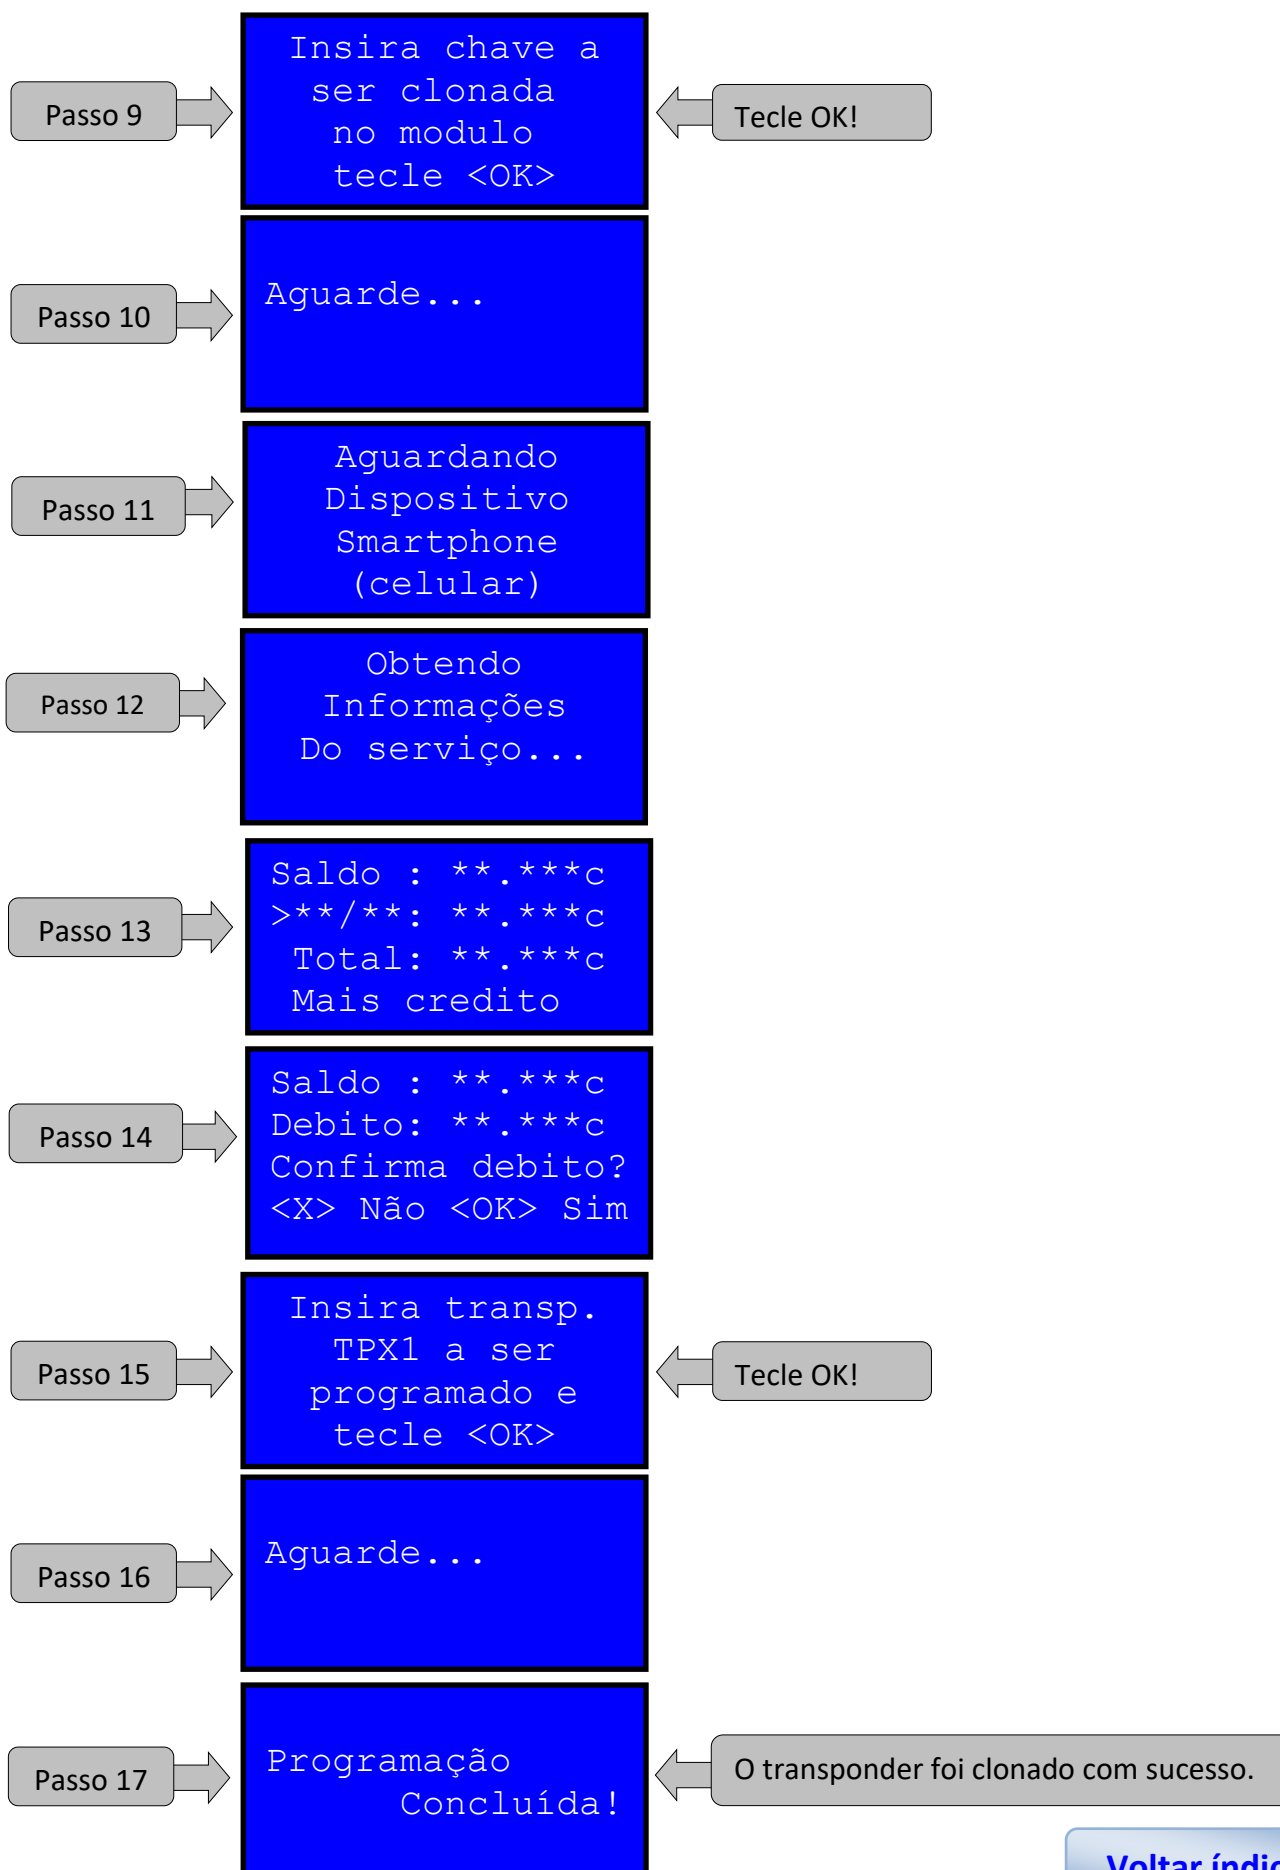 Insira chave a
ser clonada
no modulo
tecle <OK>
Passo 9
Tecle OK!
Aguarde...
Passo 10
Aguardando
Dispositivo
Smartphone
(celular)
Passo 11
Obtendo
Informações
Do serviço...
Passo 12
Saldo : **.***c
>**/**: **.***c
Total: **.***c
Mais credito
Passo 13
Saldo : **.***c
Debito: **.***c
Confirma debito?
<X> Não <OK> Sim
Passo 14
Insira transp.
TPX1 a ser
programado e
tecle <OK>
Passo 15
Tecle OK!
Aguarde...
Passo 16
Programação
Concluída!
Passo 17
O transponder foi clonado com sucesso.
Voltar